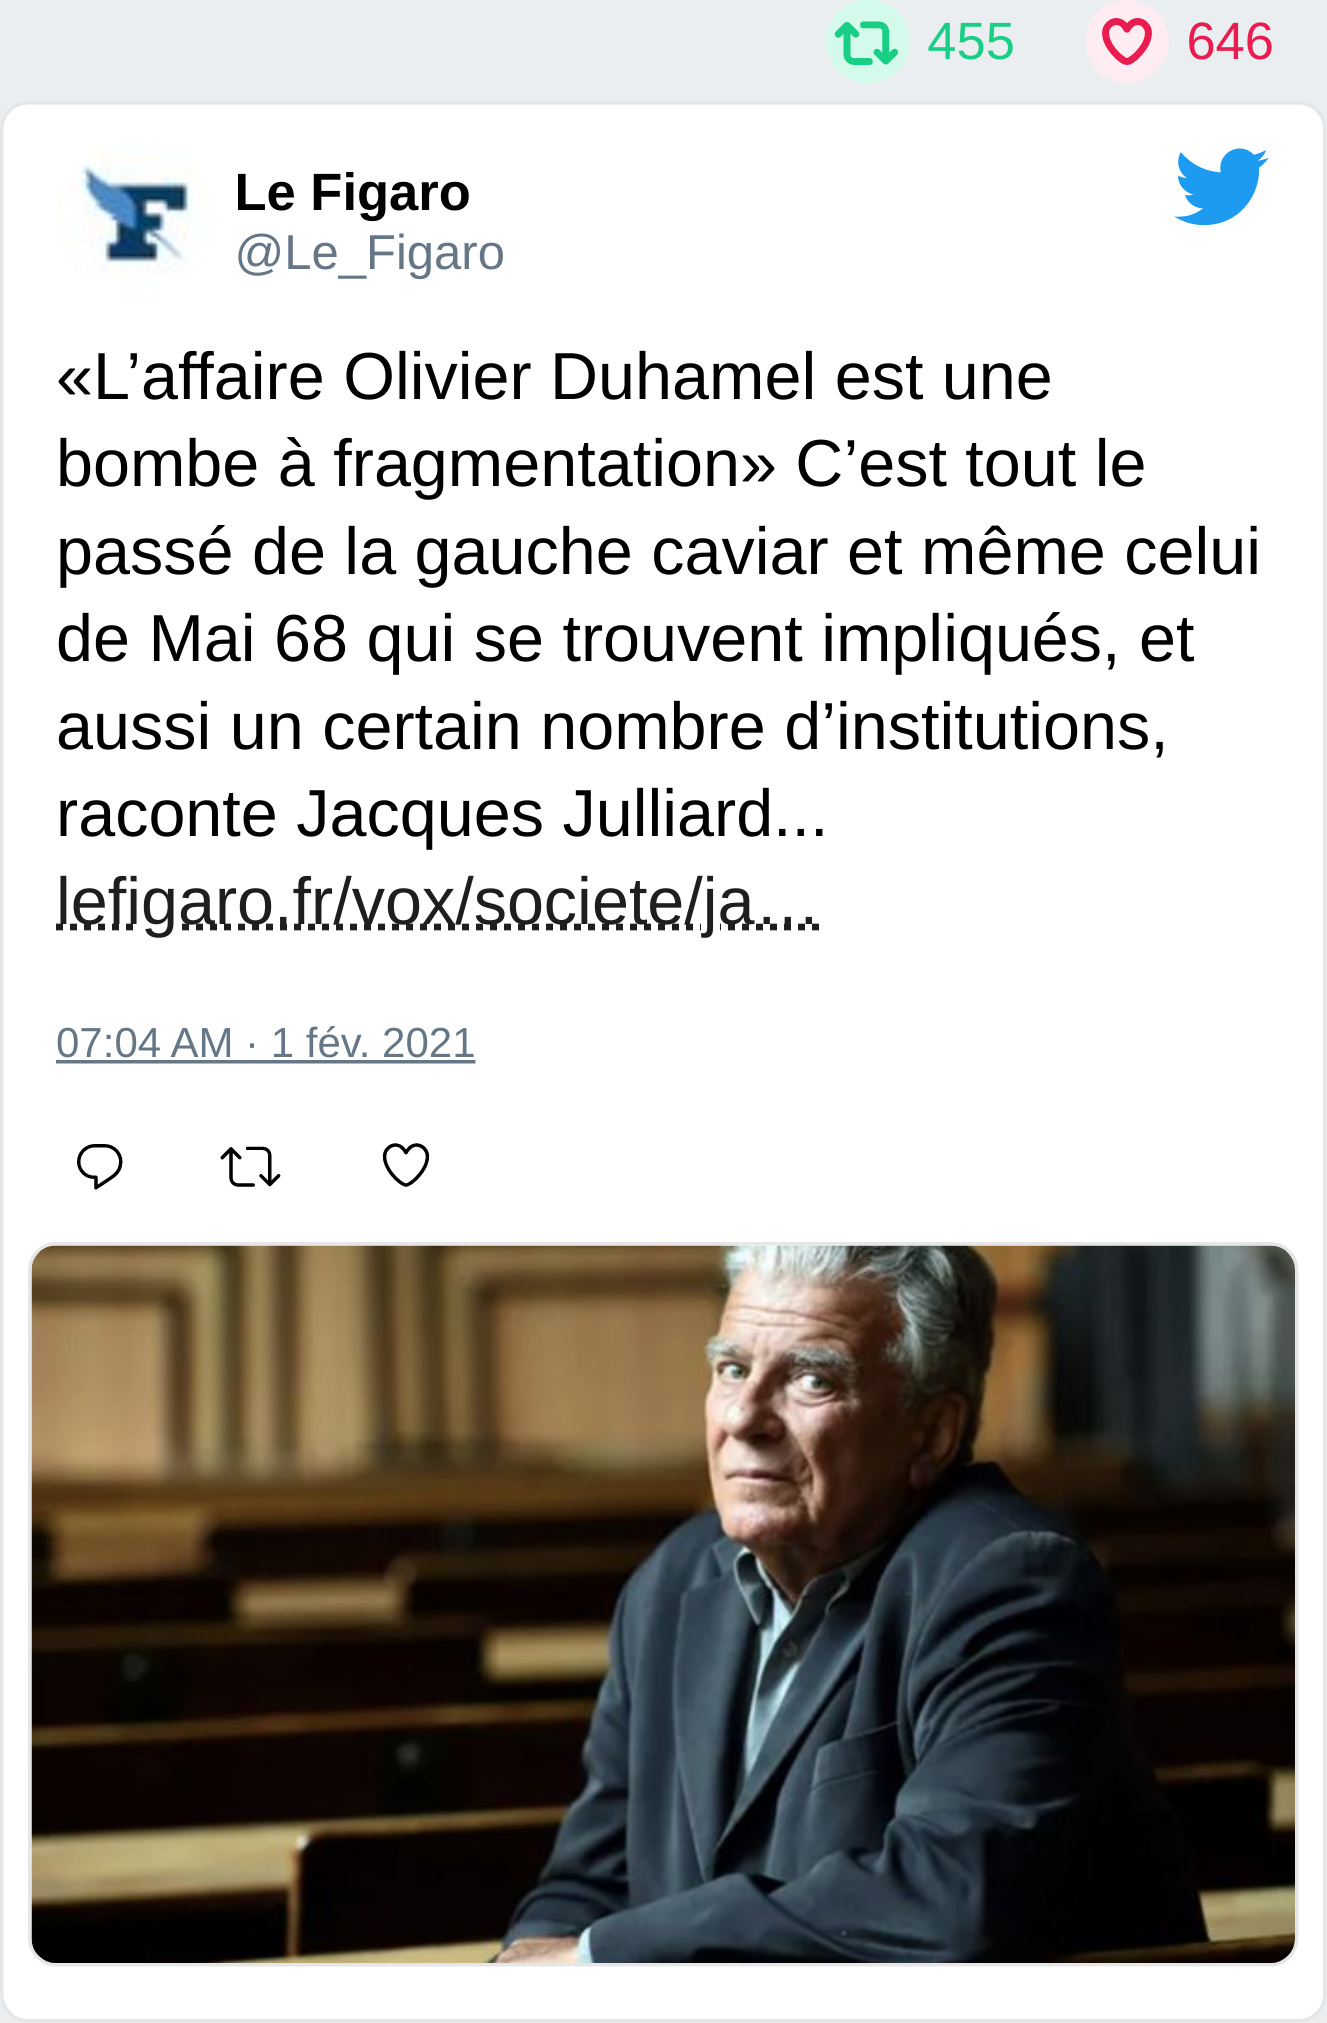 455 646
Le Figaro
@Le_Figaro
«L’affaire Olivier Duhamel est une
bombe à fragmentation» C’est tout le
passé de la gauche caviar et même celui
de Mai 68 qui se trouvent impliqués, et
aussi un certain nombre d’institutions,
raconte Jacques Julliard...
lefigaro.fr/vox/societe/ja...
07:04 AM · 1 fév. 2021